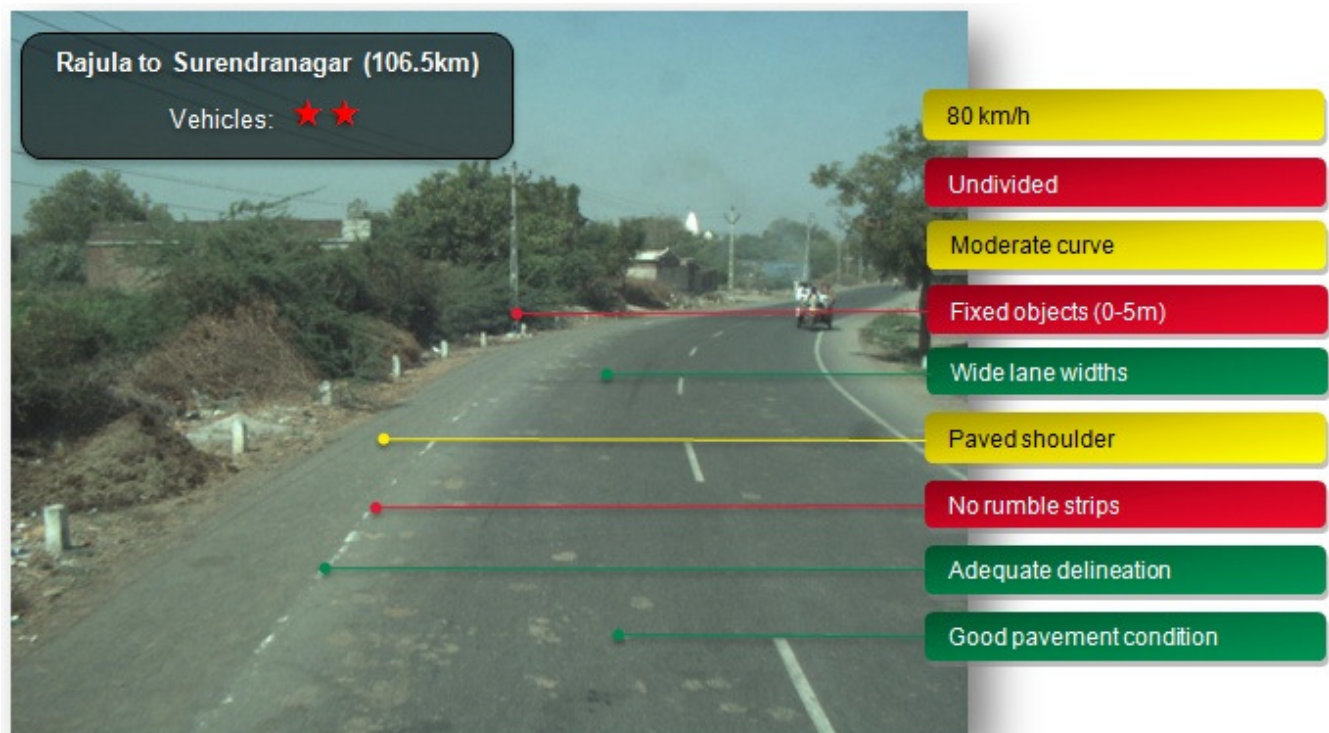 Rajula to Surendranagar (106.5km)
Vehicles: ★★
80 km/h
Undivided
Moderate curve
Fixed objects (0-5m)
Wide lane widths
Paved shoulder
No rumble strips
Adequate delineation
Good pavement condition